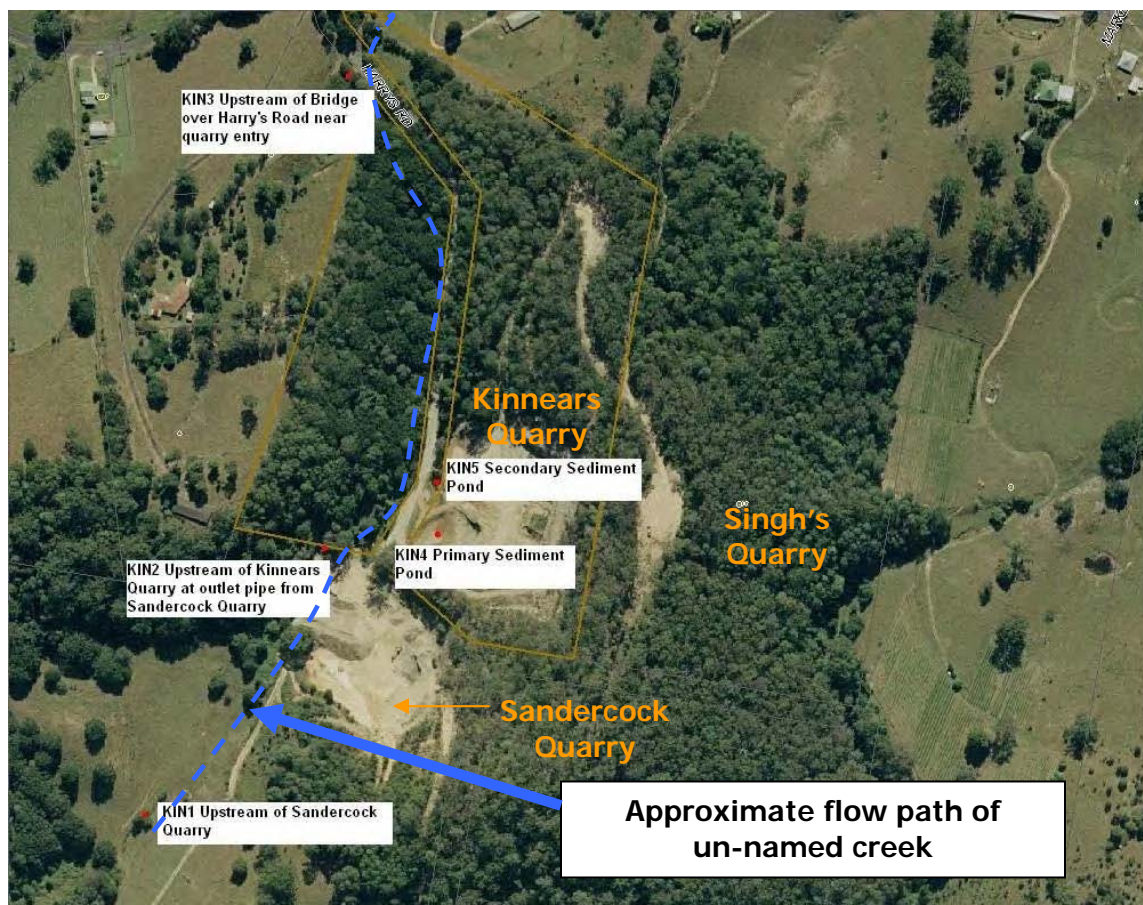 KIN3 Upstream of Bridge
over Harry's Road near
quarry entry
HARRYS RD
Kinnears
Quarry
KIN5 Secondary Sediment
Pond
Singh's
Quarry
KIN4 Primary Sediment
Pond
KIN2 Upstream of Kinnears
Quarry at outlet pipe from
Sandercock Quarry
Sandercock
Quarry
KIN1 Upstream of Sandercock
Quarry
Approximate flow path of
un-named creek